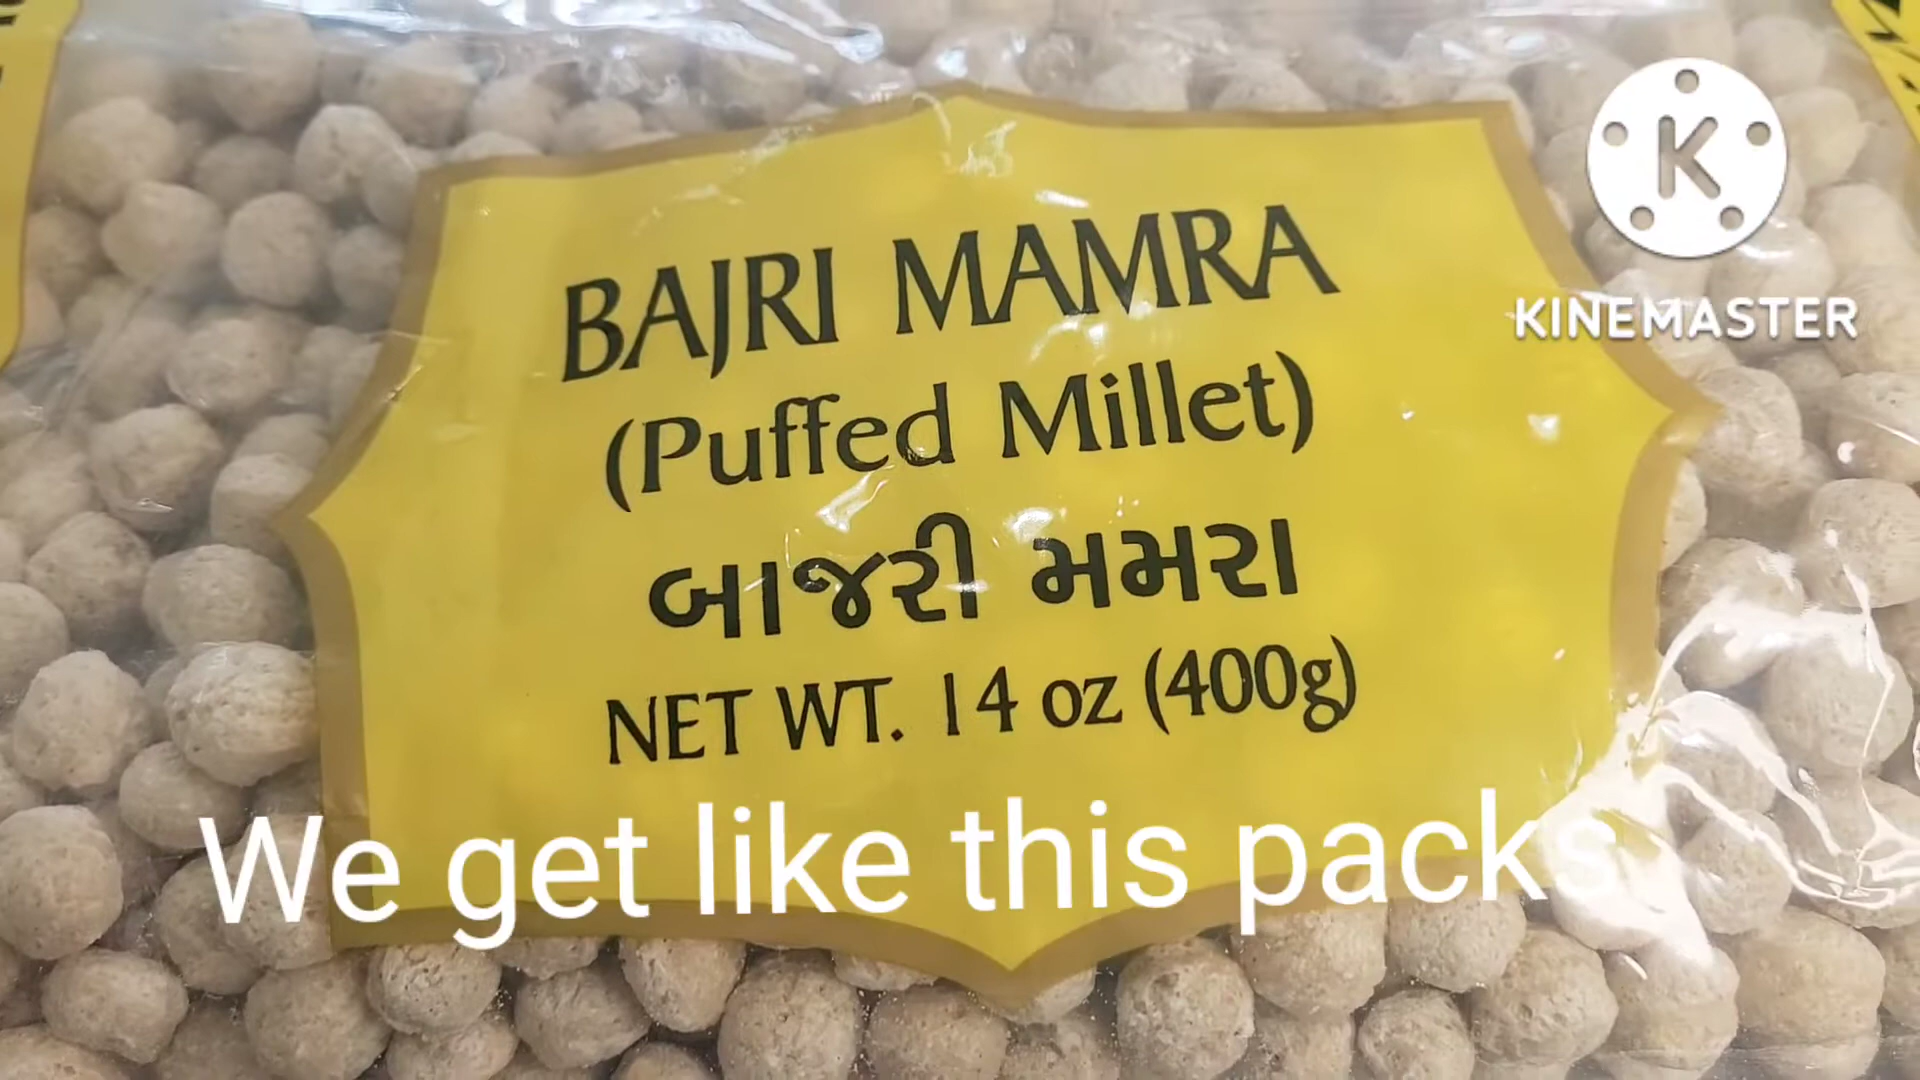 BAJRI MAMRA
(Puffed Millet)
બાજરી મમરા
NET WT. 14 oz (400g)
We get like this packs
K
KINEMASTER